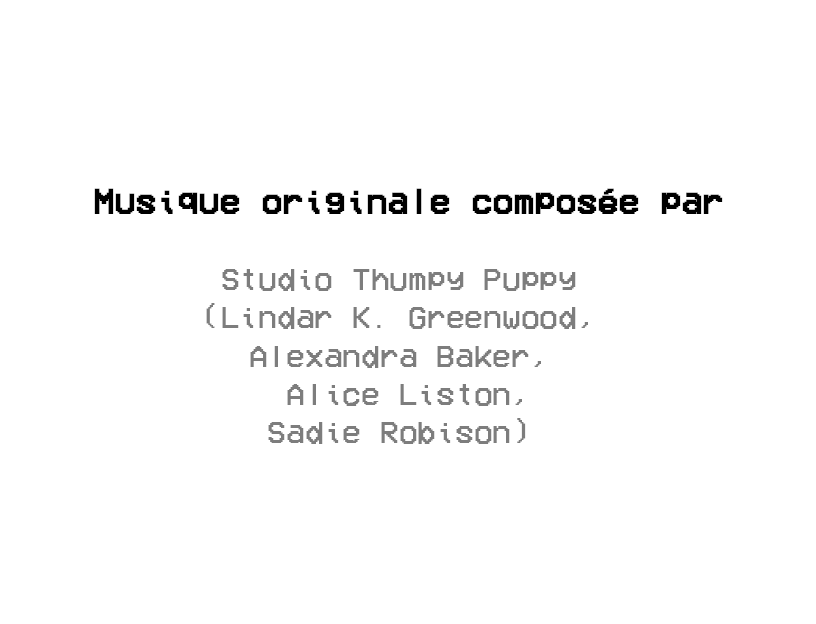 Musique originale composée par
Studio Thumpy Puppy
(Lindar K. Greenwood,
Alexandra Baker,
Alice Liston,
Sadie Robison)